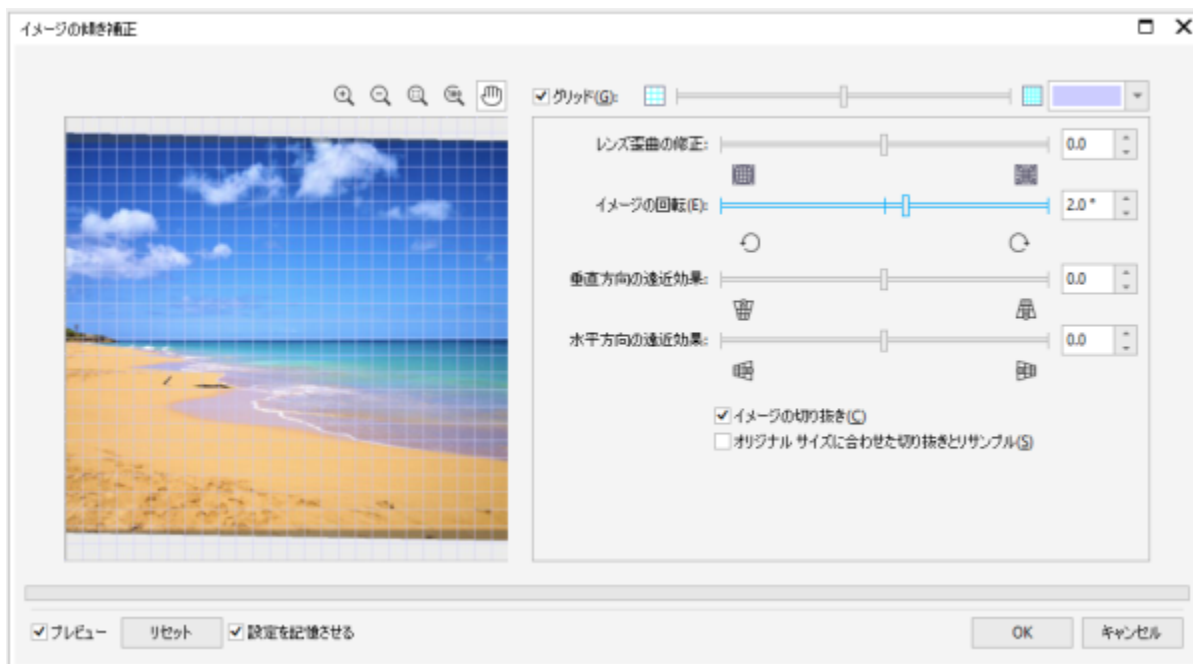 イメージの傾き補正
グリッド(G):
レンズ歪曲の修正: 0.0
イメージの回転(E): 2.0 °
垂直方向の遠近効果: 0.0
水平方向の遠近効果: 0.0
イメージの切り抜き(C)
オリジナル サイズに合わせた切り抜きとリサンプル(S)
プレビュー リセット 設定を記憶させる OK キャンセル